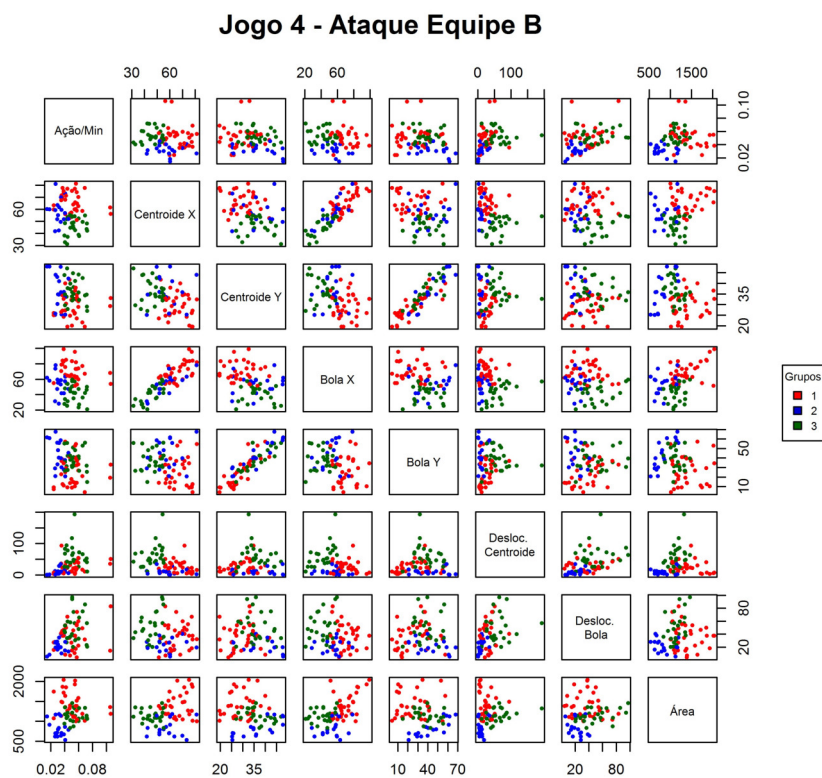 Jogo 4 - Ataque Equipe B
30 60
20 60
0 100
500 1500
Ação/Min
0.02 0.10
30 60
Centroide X
Centroide Y
20 35
20 60
Bola X
Grupos
1
2
3
Bola Y
10 50
0 100
Desloc.
Centroide
Desloc.
Bola
20 80
500 2000
Área
0.02 0.08
20 35
10 40 70
20 80